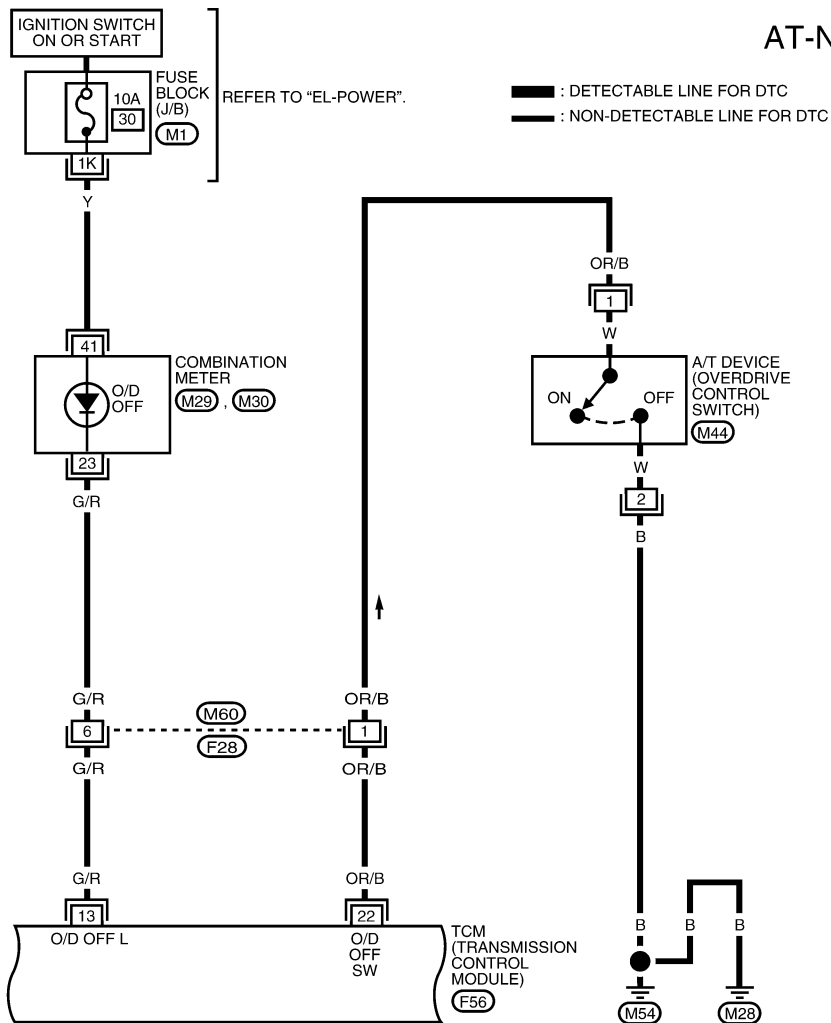 IGNITION SWITCH
ON OR START
AT-N
FUSE
BLOCK
(J/B)
M1
10A
30
REFER TO “EL-POWER”.
: DETECTABLE LINE FOR DTC
: NON-DETECTABLE LINE FOR DTC
1K
Y
OR/B
1
W
41
COMBINATION
METER
M29 , M30
O/D
OFF
A/T DEVICE
(OVERDRIVE
CONTROL
SWITCH)
M44
ON
OFF
23
G/R
W
2
B
G/R
OR/B
6
M60
F28
1
G/R
OR/B
G/R
OR/B
13
22
O/D OFF L
O/D
OFF
SW
TCM
(TRANSMISSION
CONTROL
MODULE)
F56
B
B
B
M54
M28